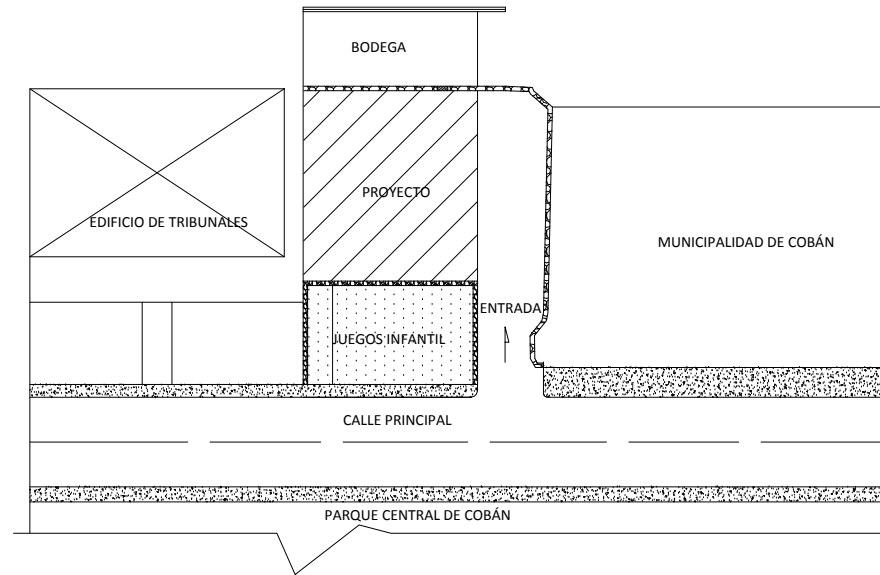 BODEGA
PROYECTO
EDIFICIO DE TRIBUNALES
MUNICIPALIDAD DE COBÁN
ENTRADA
JUEGOS INFANTIL
CALLE PRINCIPAL
PARQUE CENTRAL DE COBÁN